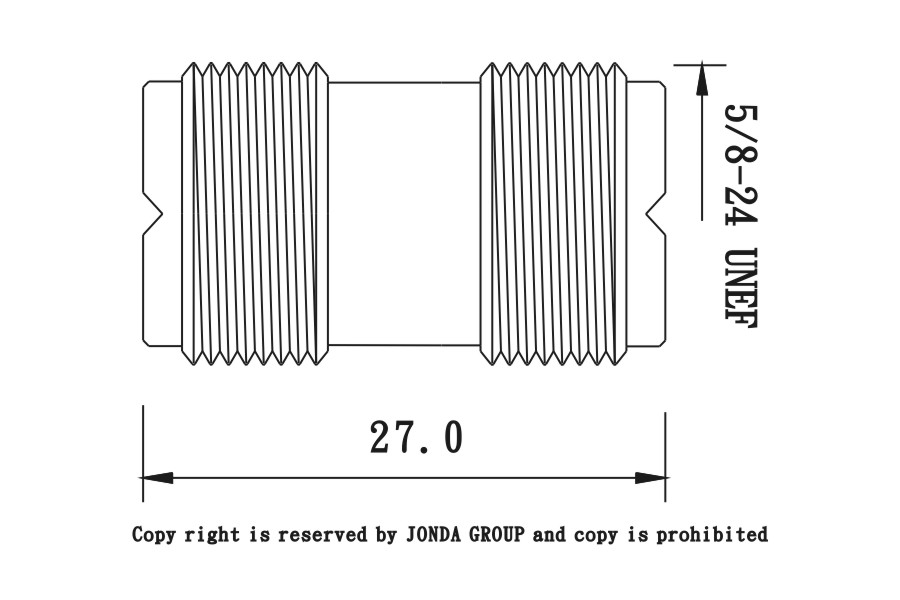 5/8-24 UNEF
27.0
Copy right is reserved by JONDA GROUP and copy is prohibited